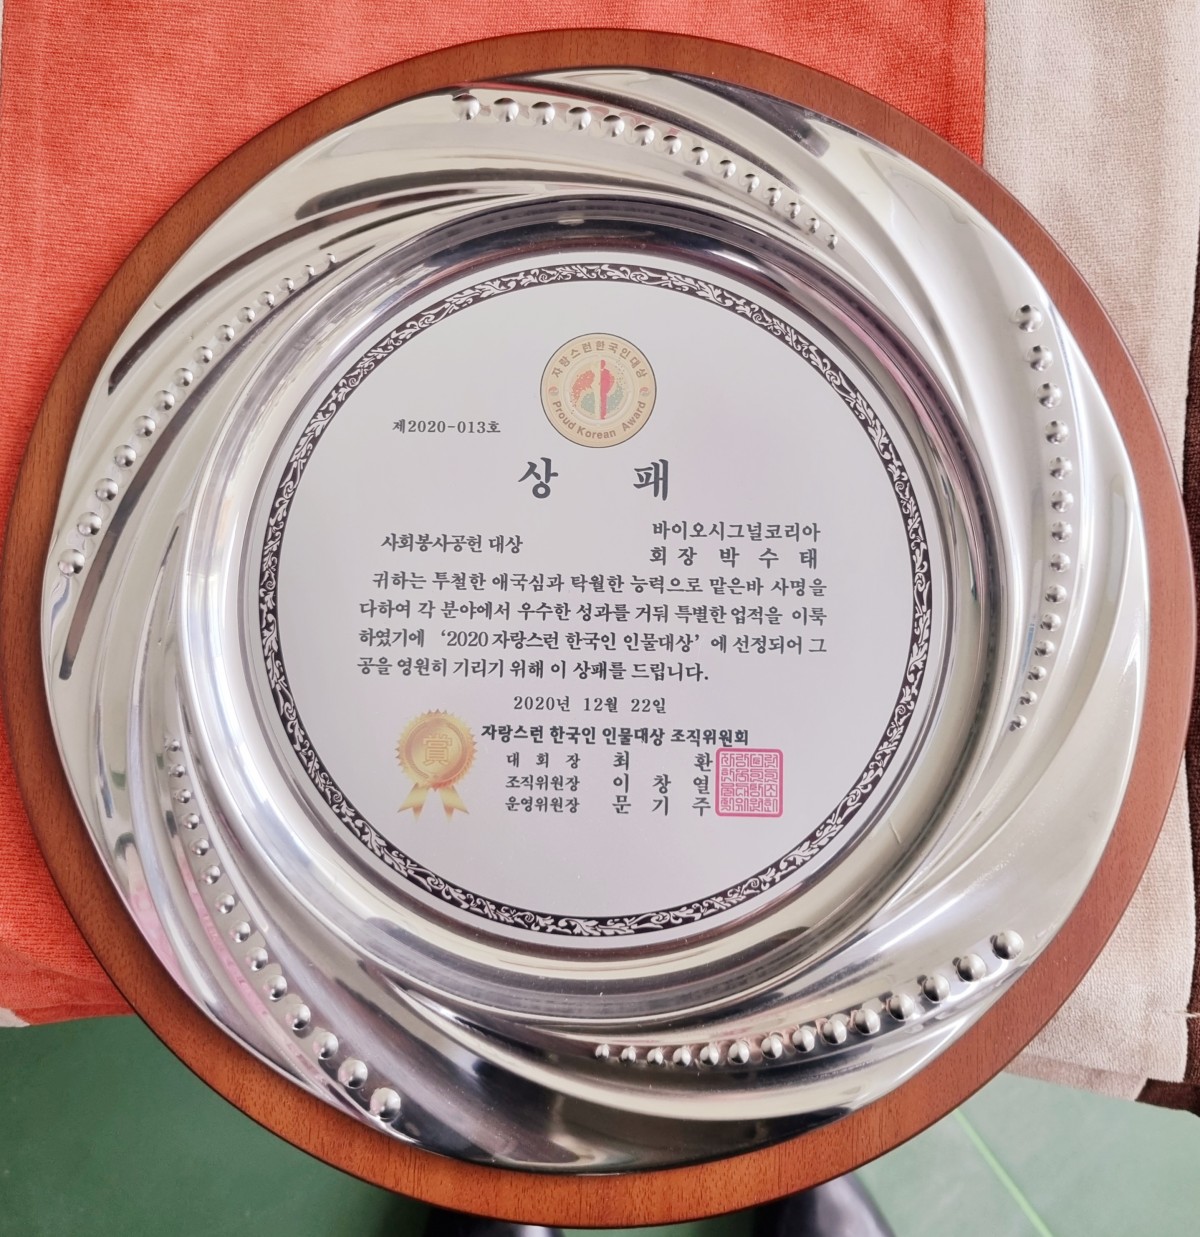 자랑스런한국인대상
Proud Korean Award
제2020-013호
상 패
바이오시그널코리아
사회봉사공헌 대상
회장 박 수 태
귀하는 투철한 애국심과 탁월한 능력으로 맡은바 사명을
다하여 각 분야에서 우수한 성과를 거둬 특별한 업적을 이룩
하였기에 ‘2020 자랑스런 한국인 인물대상’ 에 선정되어 그
공을 영원히 기리기 위해 이 상패를 드립니다.
2020년 12월 22일
자랑스런 한국인 인물대상 조직위원회
賞
대 회 장 최 환
조직위원장 이 창 열
운영위원장 문 기 주